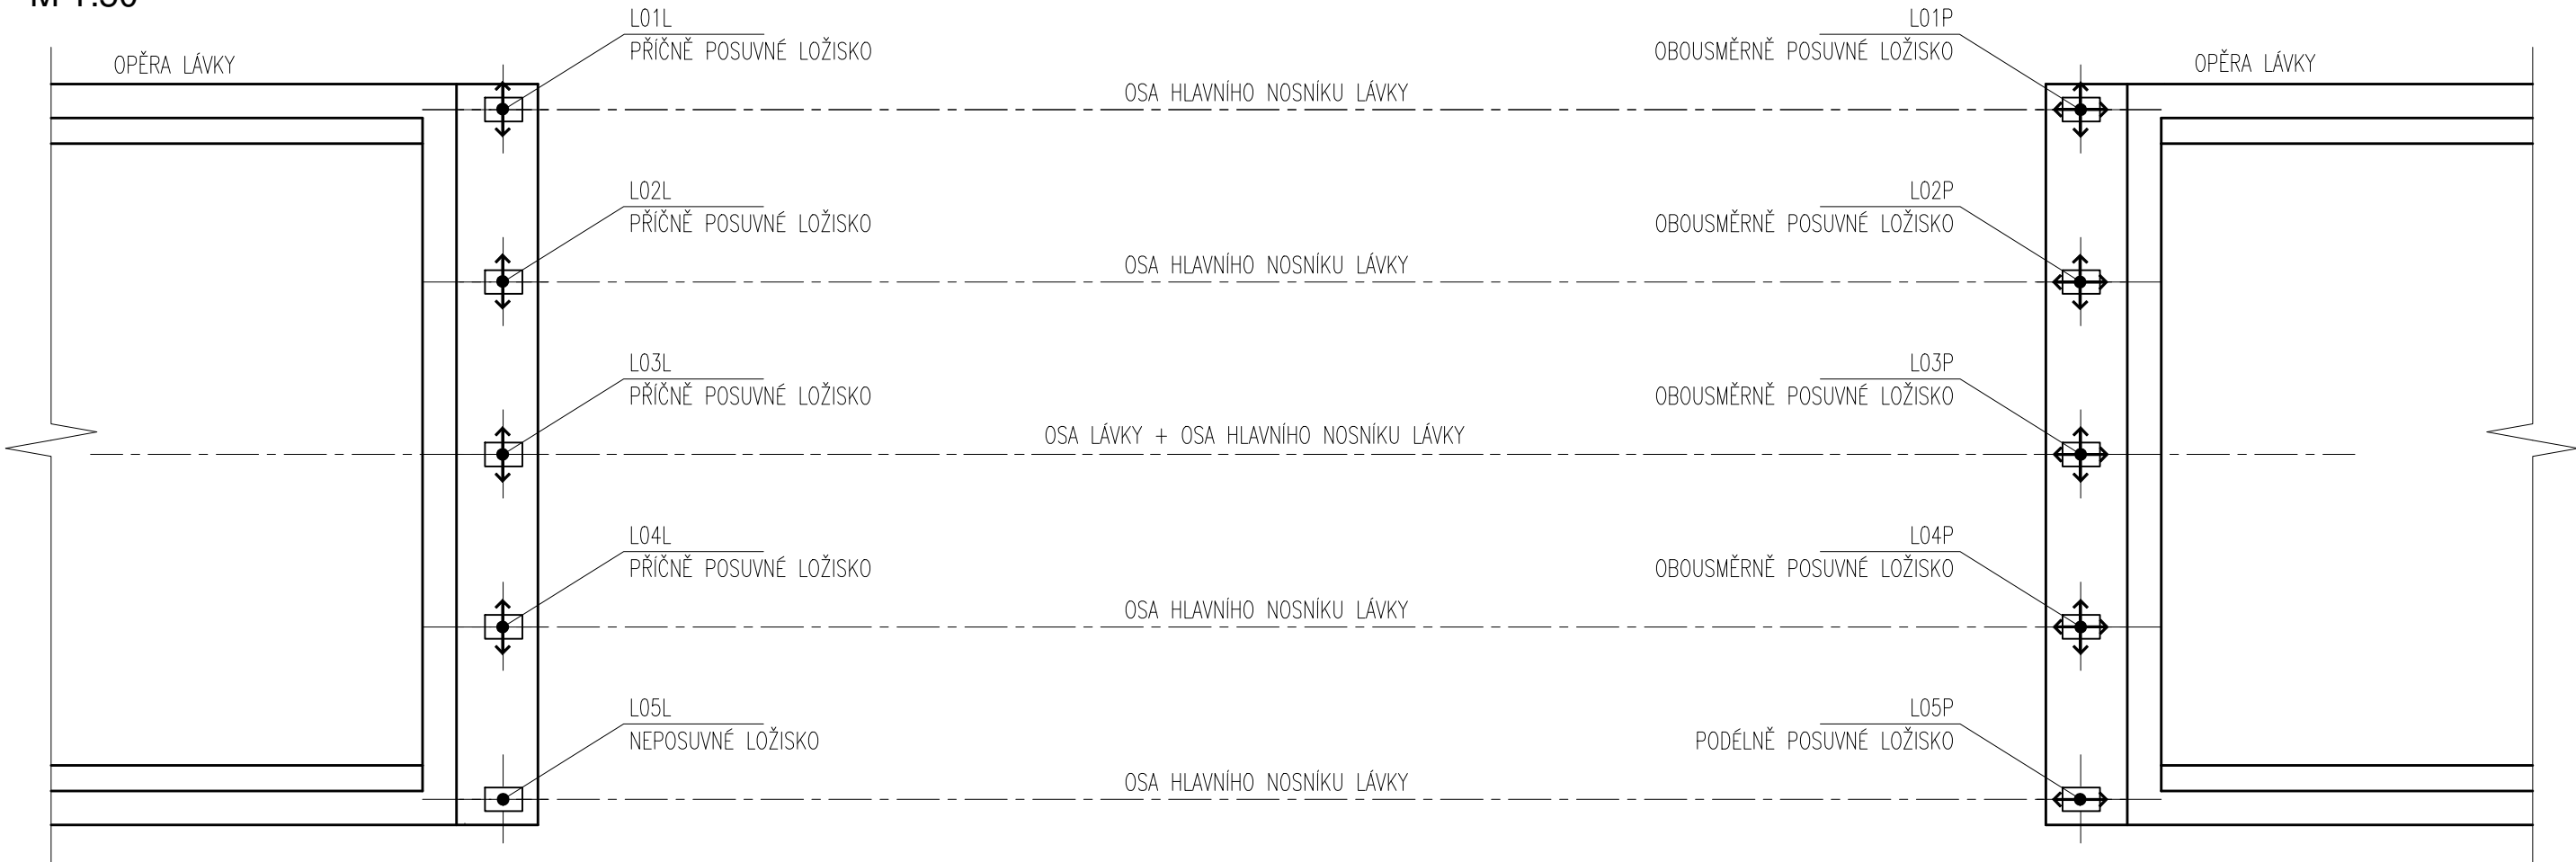 M 1:50
L01L
PŘÍČNĚ POSUVNÉ LOŽISKO
L01P
OBOUSMĚRNĚ POSUVNÉ LOŽISKO
OPĚRA LÁVKY
OPĚRA LÁVKY
OSA HLAVNÍHO NOSNÍKU LÁVKY
L02L
PŘÍČNĚ POSUVNÉ LOŽISKO
L02P
OBOUSMĚRNĚ POSUVNÉ LOŽISKO
OSA HLAVNÍHO NOSNÍKU LÁVKY
L03L
PŘÍČNĚ POSUVNÉ LOŽISKO
L03P
OBOUSMĚRNĚ POSUVNÉ LOŽISKO
OSA LÁVKY + OSA HLAVNÍHO NOSNÍKU LÁVKY
L04L
PŘÍČNĚ POSUVNÉ LOŽISKO
L04P
OBOUSMĚRNĚ POSUVNÉ LOŽISKO
OSA HLAVNÍHO NOSNÍKU LÁVKY
L05L
NEPOSUVNÉ LOŽISKO
L05P
PODÉLNĚ POSUVNÉ LOŽISKO
OSA HLAVNÍHO NOSNÍKU LÁVKY